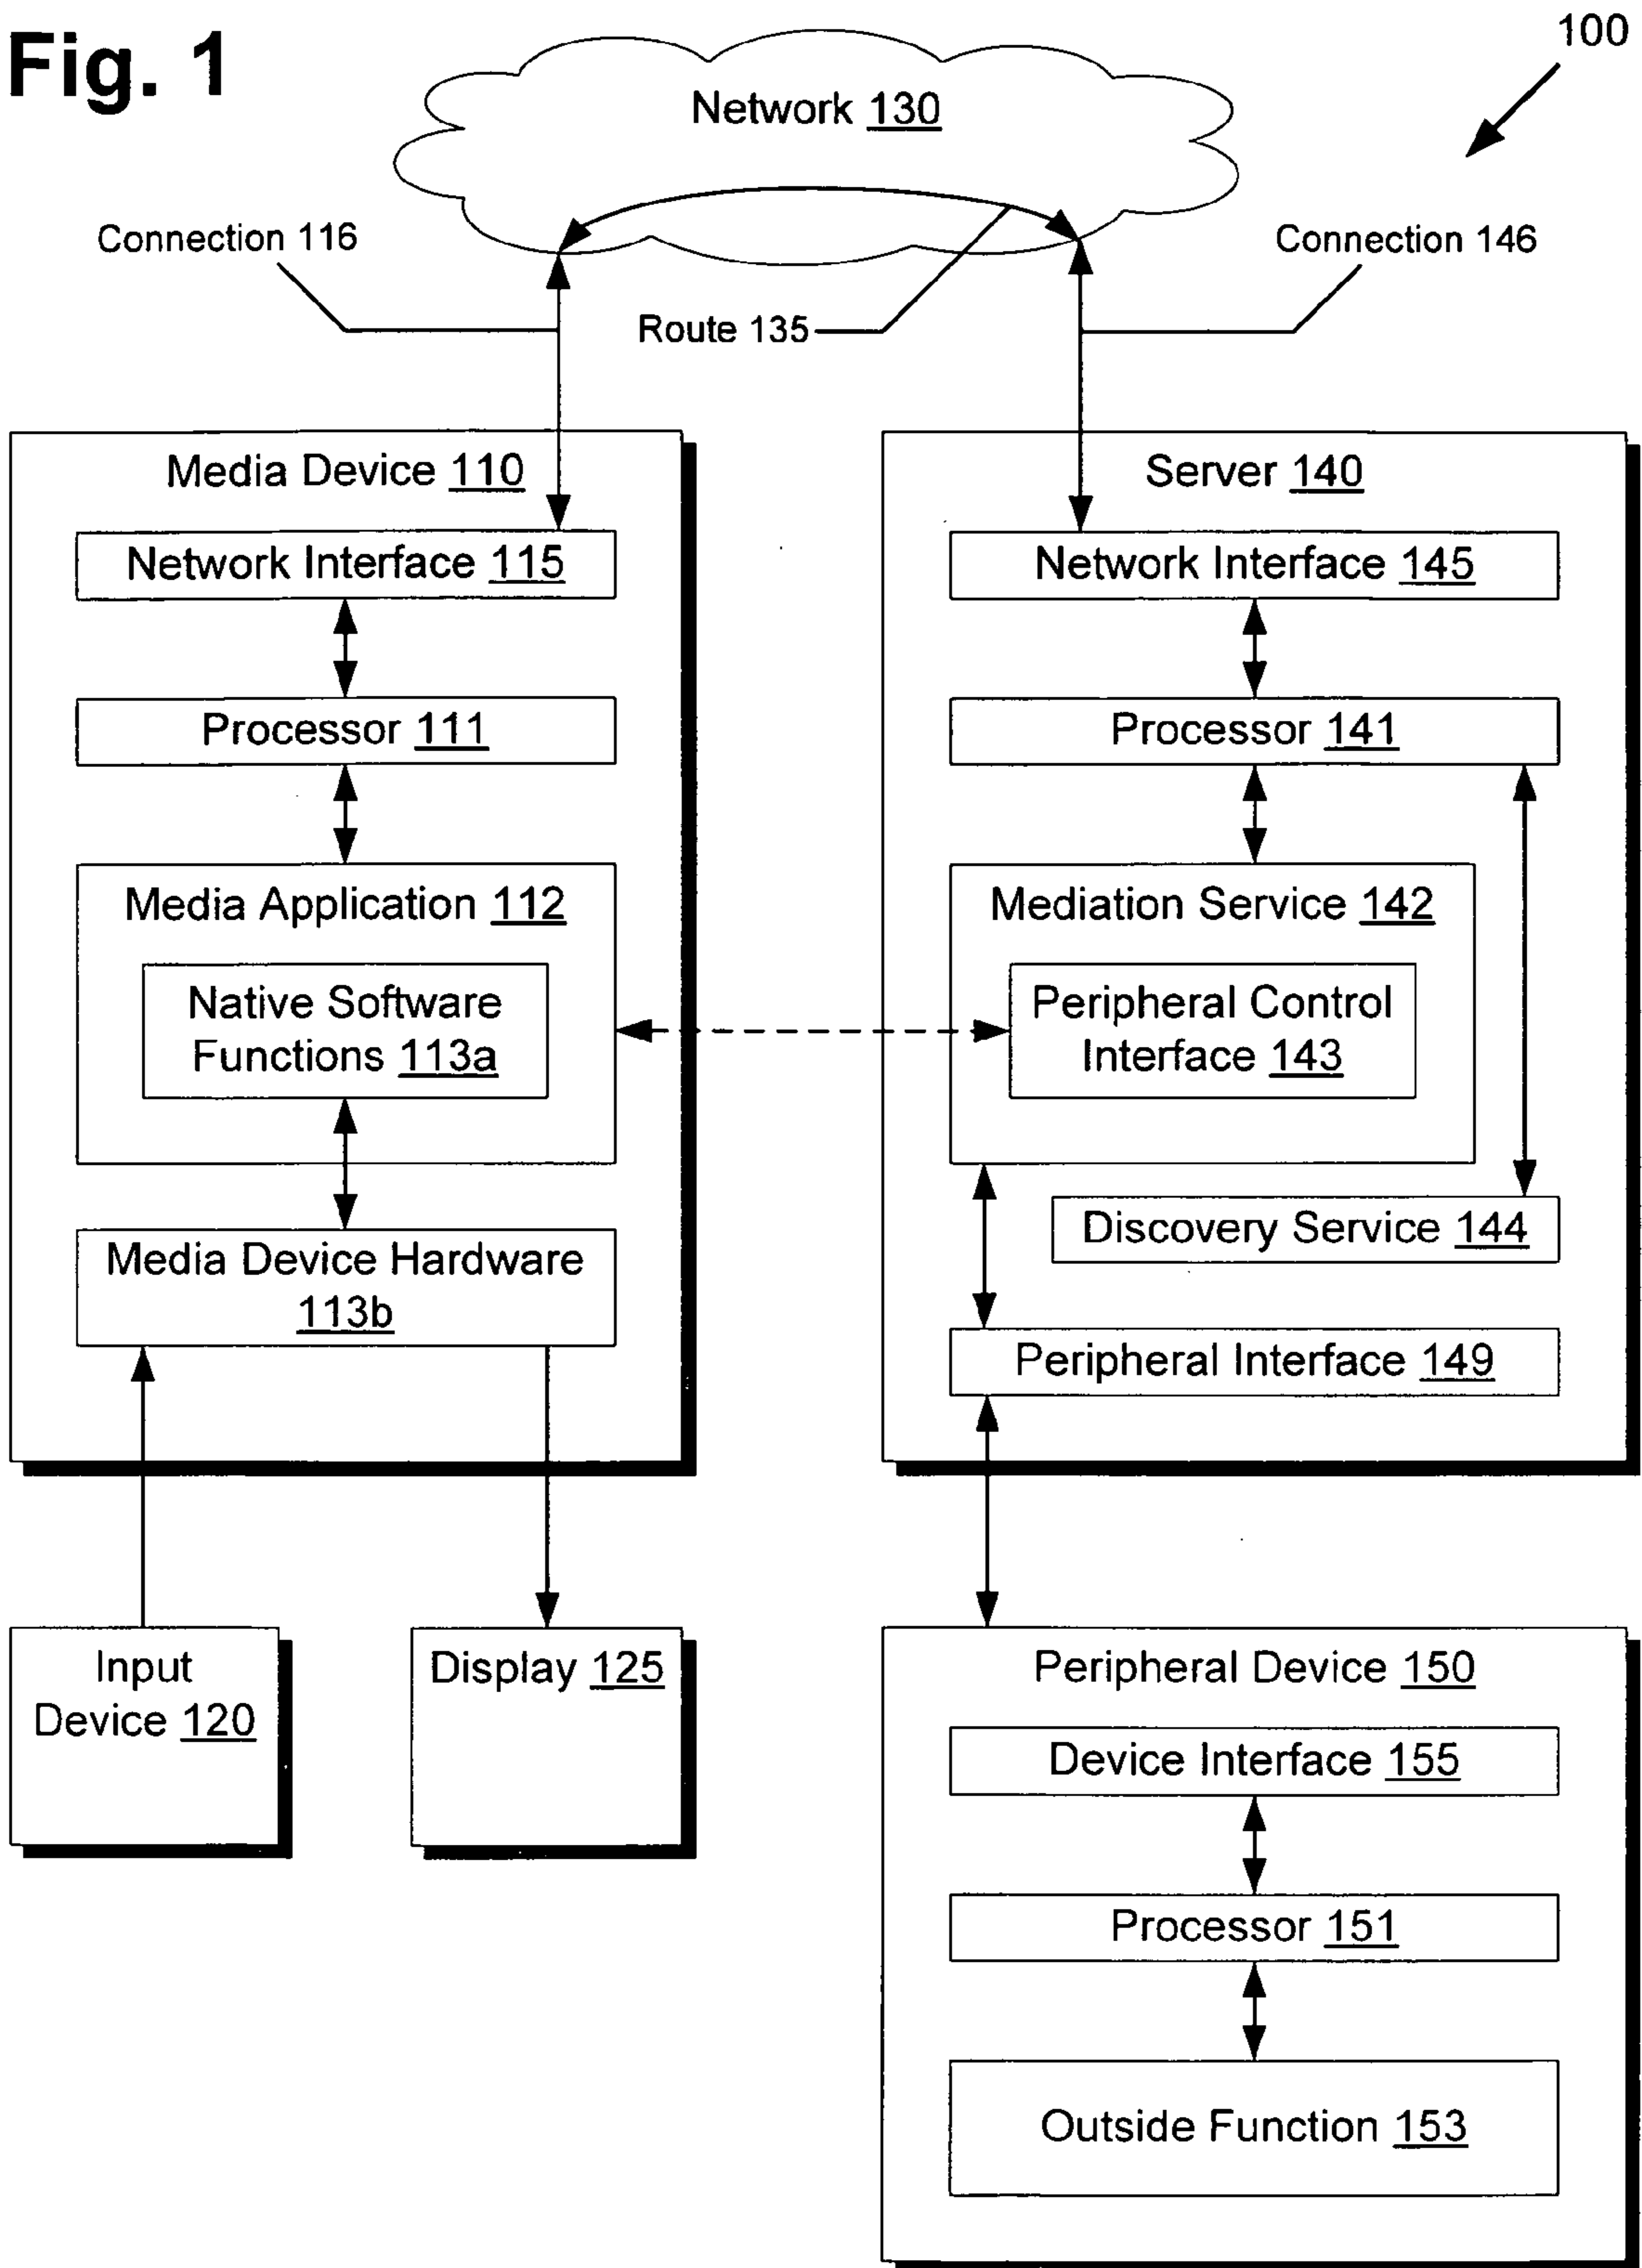 Fig. 1
100
Network 130
Connection 116
Connection 146
Route 135
Media Device 110
Network Interface 115
Processor 111
Media Application 112
Native Software
Functions 113a
Media Device Hardware
113b
Input
Device 120
Display 125
Server 140
Network Interface 145
Processor 141
Mediation Service 142
Peripheral Control
Interface 143
Discovery Service 144
Peripheral Interface 149
Peripheral Device 150
Device Interface 155
Processor 151
Outside Function 153